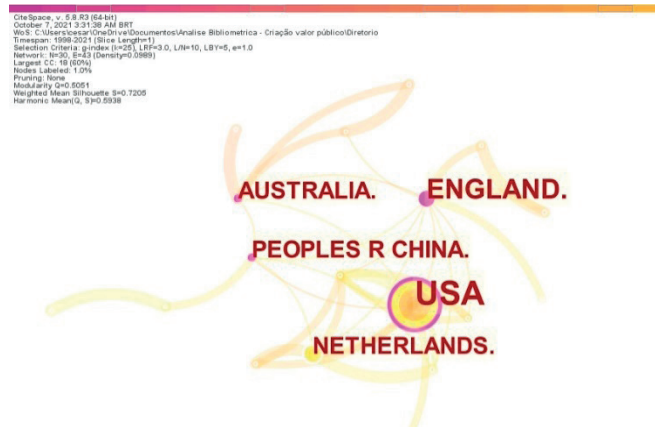 CiteSpace, v. 5.8.R3 (64-bit)
October 7, 2021 3:31:38 AM BRT
WoS: C:\Users\cesar\OneDrive\Documentos\Analise Bibliometrica - Criação valor público\Diretorio
Timespan: 1998-2021 (Slice Length=1)
Selection Criteria: g-index (k=25), LRF=3.0, L/N=10, LBY=5, e=1.0
Network: N=30, E=43 (Density=0.0989)
Largest CC: 18 (60%)
Nodes Labeled: 1.0%
Pruning: None
Modularity Q=0.5051
Weighted Mean Silhouette S=0.7205
Harmonic Mean(Q, S)=0.5938
AUSTRALIA. ENGLAND.
PEOPLES R CHINA.
USA
NETHERLANDS.